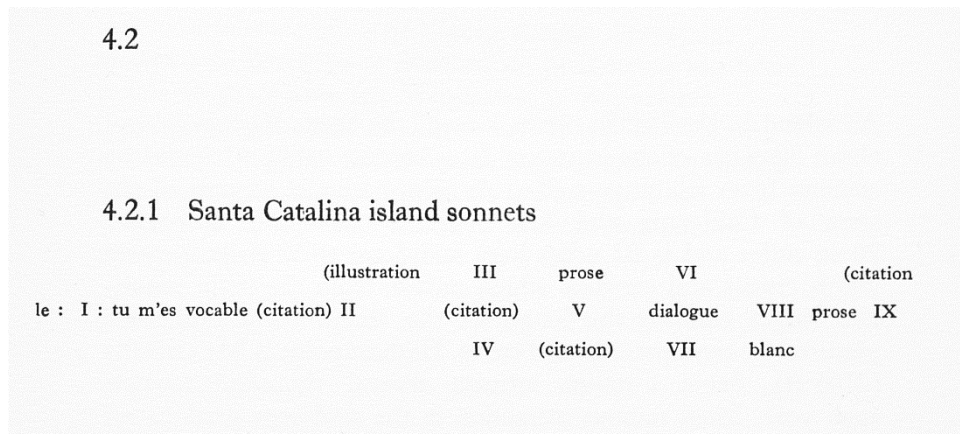 4.2
4.2.1 Santa Catalina island sonnets
(illustration III prose VI (citation
le : I : tu m'es vocable (citation) II (citation) V dialogue VIII prose IX
IV (citation) VII blanc